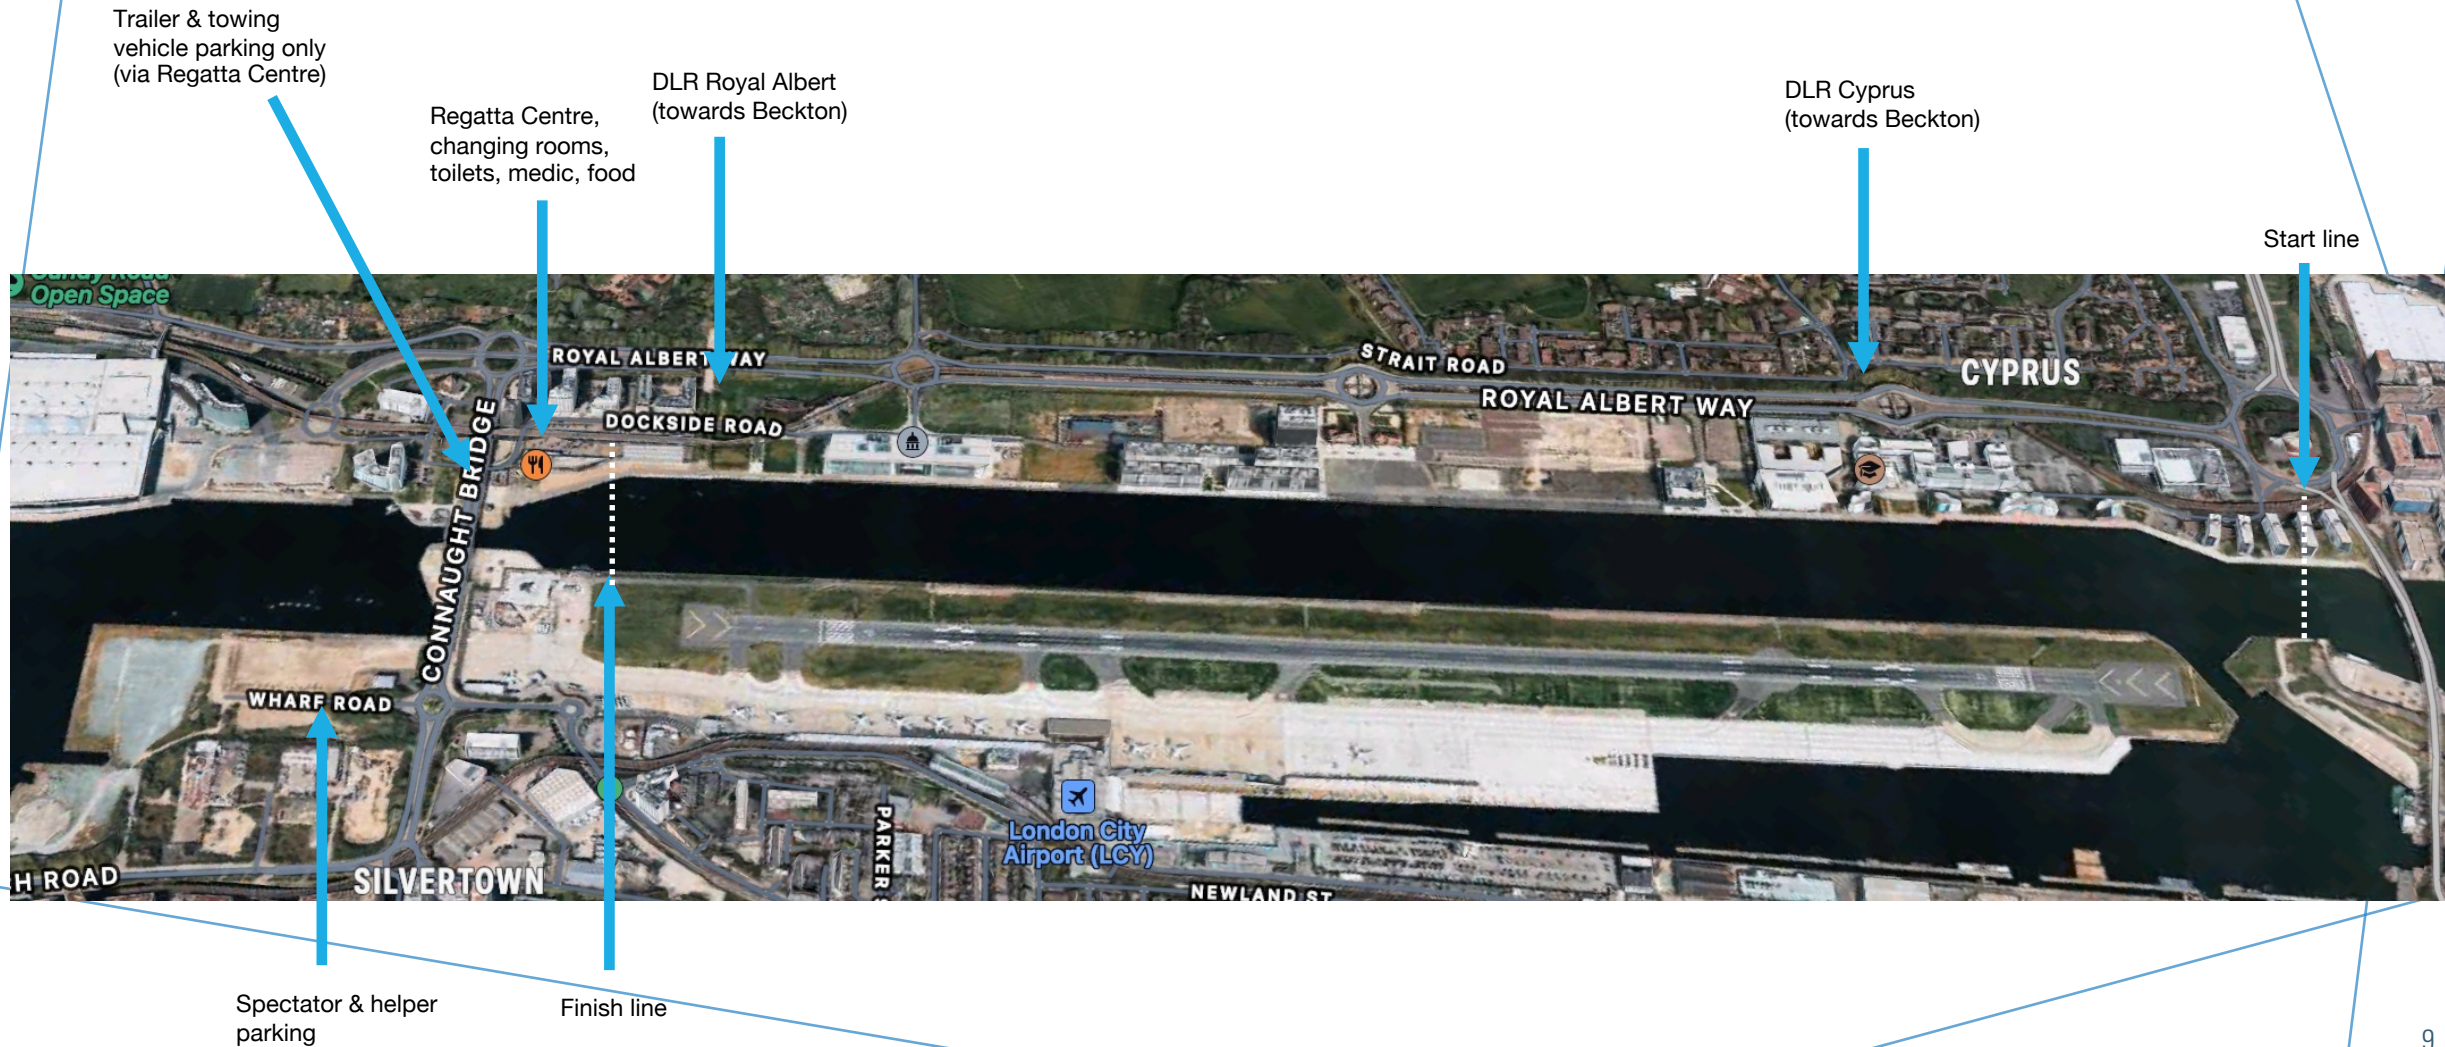 Trailer & towing
vehicle parking only
(via Regatta Centre)
Regatta Centre,
changing rooms,
toilets, medic, food
DLR Royal Albert
(towards Beckton)
DLR Cyprus
(towards Beckton)
Start line
Open Space
ROYAL ALBERT WAY
STRAIT ROAD
CYPRUS
ROYAL ALBERT WAY
DOCKSIDE ROAD
CONNAUGHT BRIDGE
WHARF ROAD
PARKER S
London City
Airport (LCY)
H ROAD
SILVERTOWN
NEWLAND ST
Spectator & helper
parking
Finish line
9